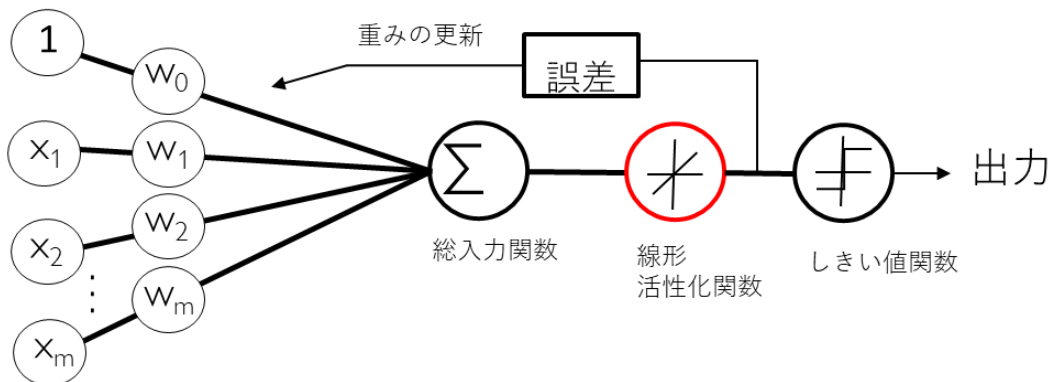 1
重みの更新
誤差
w0
x1
w1
Σ
出力
x2
w2
総入力関数
線形
活性化関数
しきい値関数
wm
xm